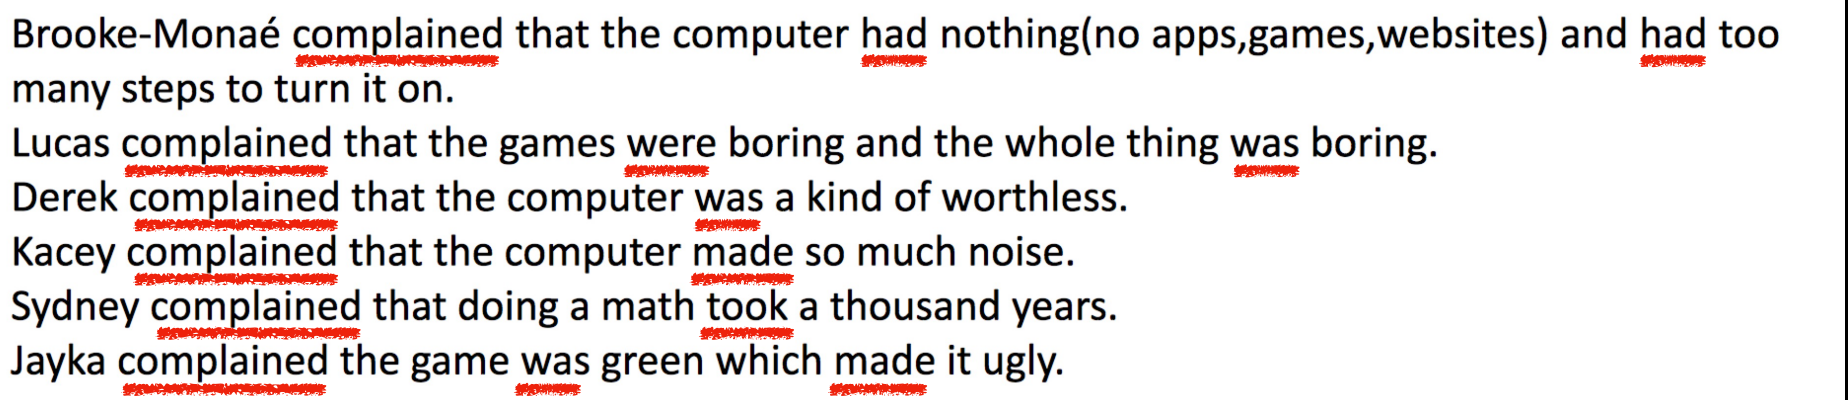 Brooke-Monaé complained that the computer had nothing(no apps,games,websites) and had too
many steps to turn it on.
Lucas complained that the games were boring and the whole thing was boring.
Derek complained that the computer was a kind of worthless.
Kacey complained that the computer made so much noise.
Sydney complained that doing a math took a thousand years.
Jayka complained the game was green which made it ugly.